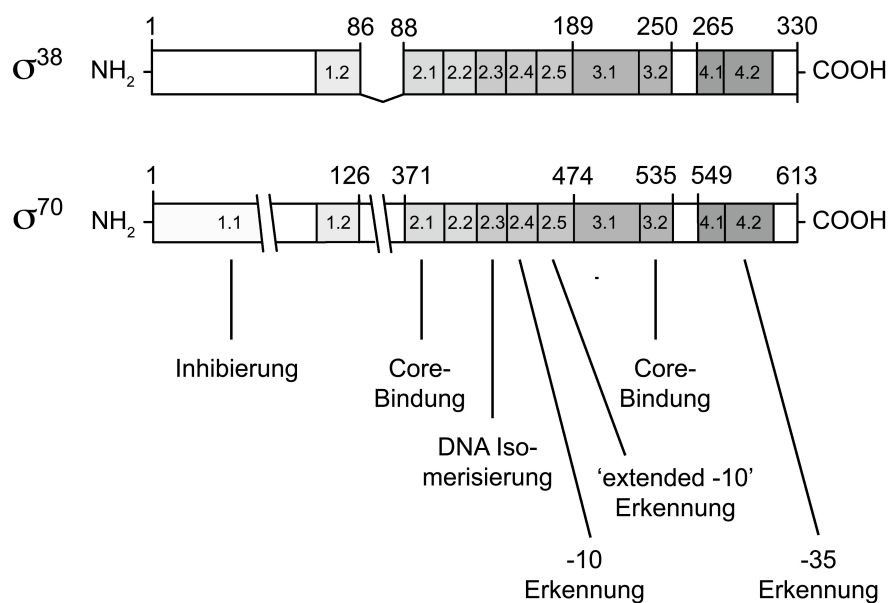 1 86 88 189 250 265 330
σ38 NH2 1.2 2.1 2.2 2.3 2.4 2.5 3.1 3.2 4.1 4.2 COOH
1 126 371 474 535 549 613
σ70 NH2 1.1 1.2 2.1 2.2 2.3 2.4 2.5 3.1 3.2 4.1 4.2 COOH
Inhibierung
Core-
Bindung
Core-
Bindung
DNA Iso-
merisierung
‘extended -10’
Erkennung
-10
Erkennung
-35
Erkennung